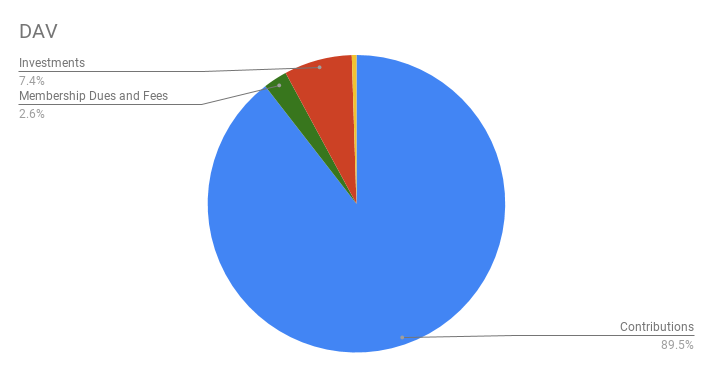 DAV
Investments
7.4%
Membership Dues and Fees
2.6%
Contributions
89.5%